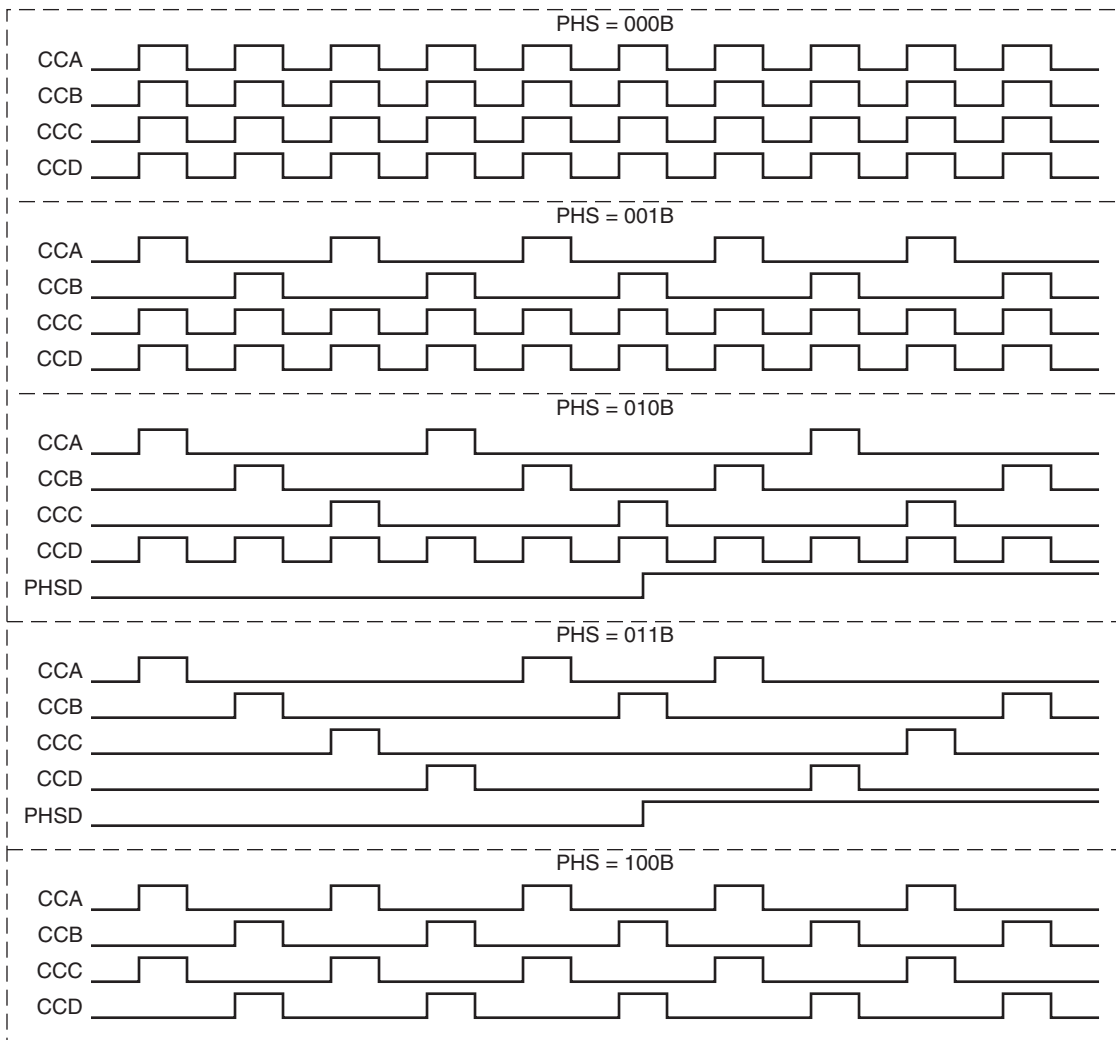 PHS = 000B
CCA
CCB
CCC
CCD
PHS = 001B
CCA
CCB
CCC
CCD
PHS = 010B
CCA
CCB
CCC
CCD
PHSD
PHS = 011B
CCA
CCB
CCC
CCD
PHSD
PHS = 100B
CCA
CCB
CCC
CCD